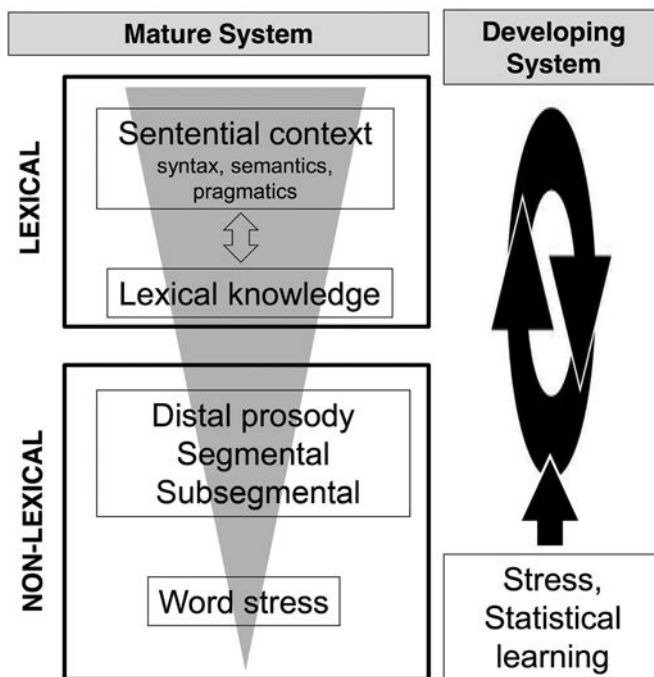 Mature System
Developing
System
LEXICAL
Sentential context
syntax, semantics,
pragmatics
Lexical knowledge
NON-LEXICAL
Distal prosody
Segmental
Subsegmental
Word stress
Stress,
Statistical
learning